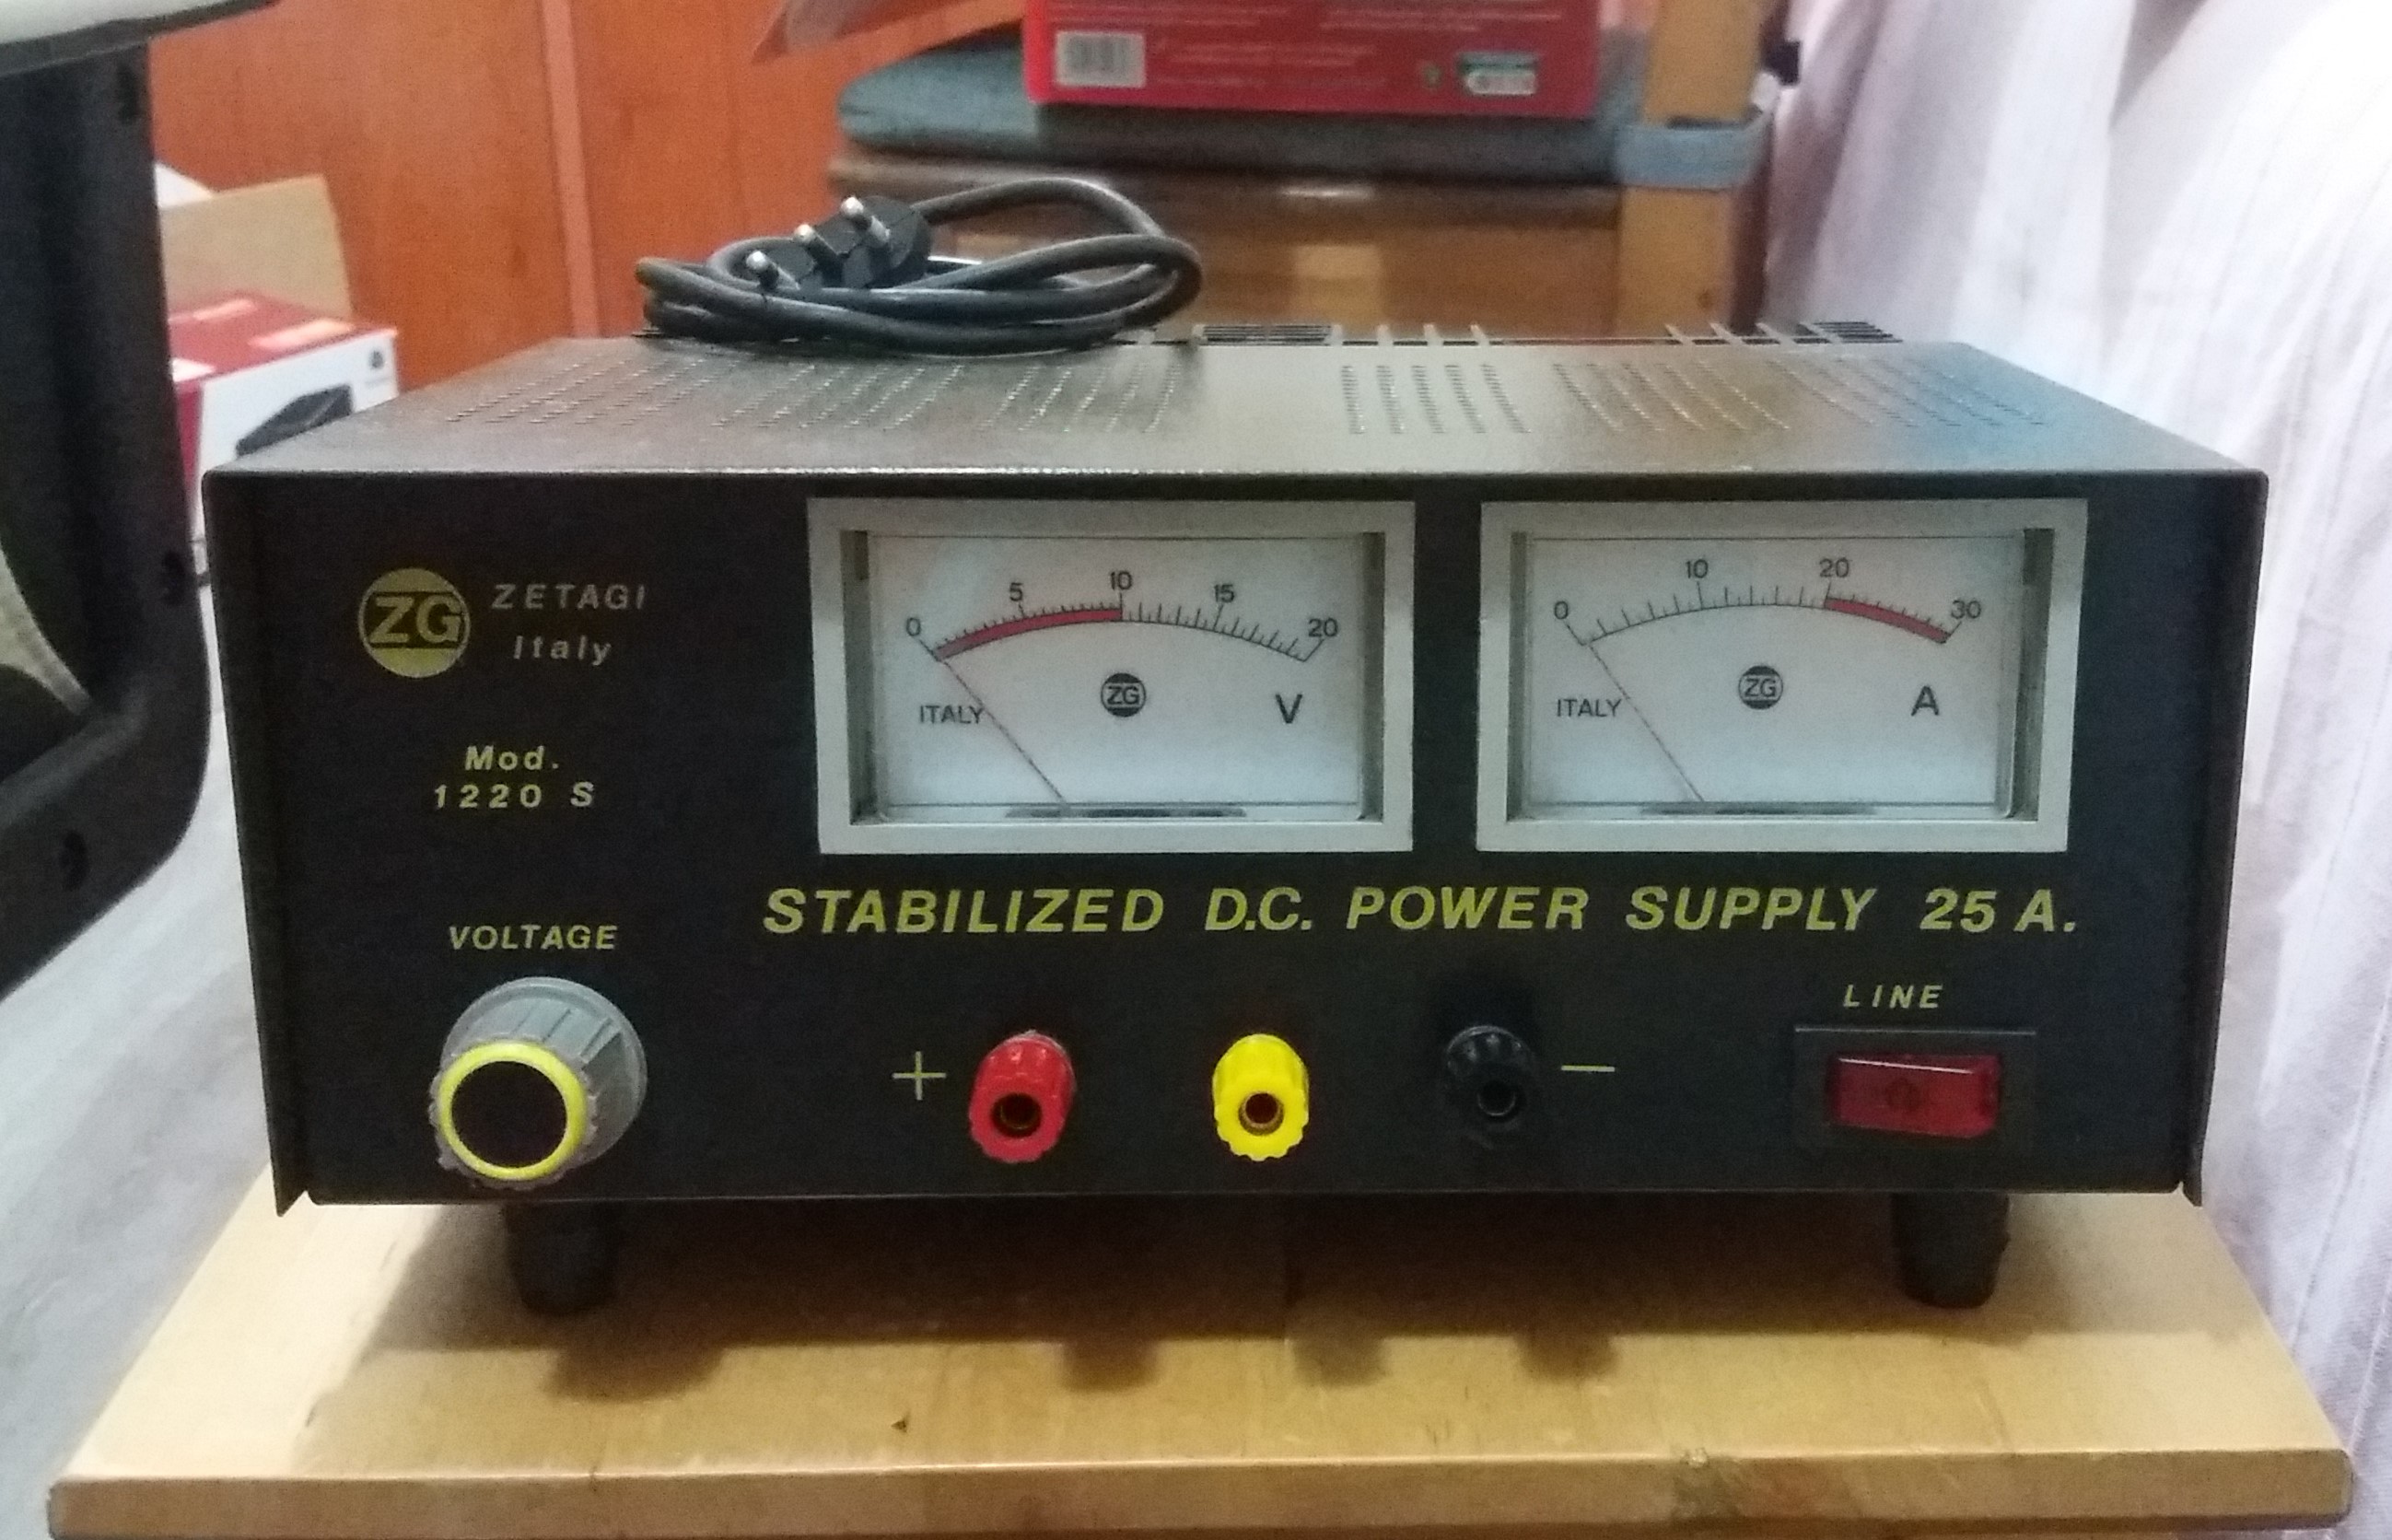 ZG
ZETAGI
Italy
Mod.
1220 S
0 5 10 15 20
ITALY ZG V
0 10 20 30
ITALY ZG A
STABILIZED D.C. POWER SUPPLY 25 A.
VOLTAGE
LINE
+
−